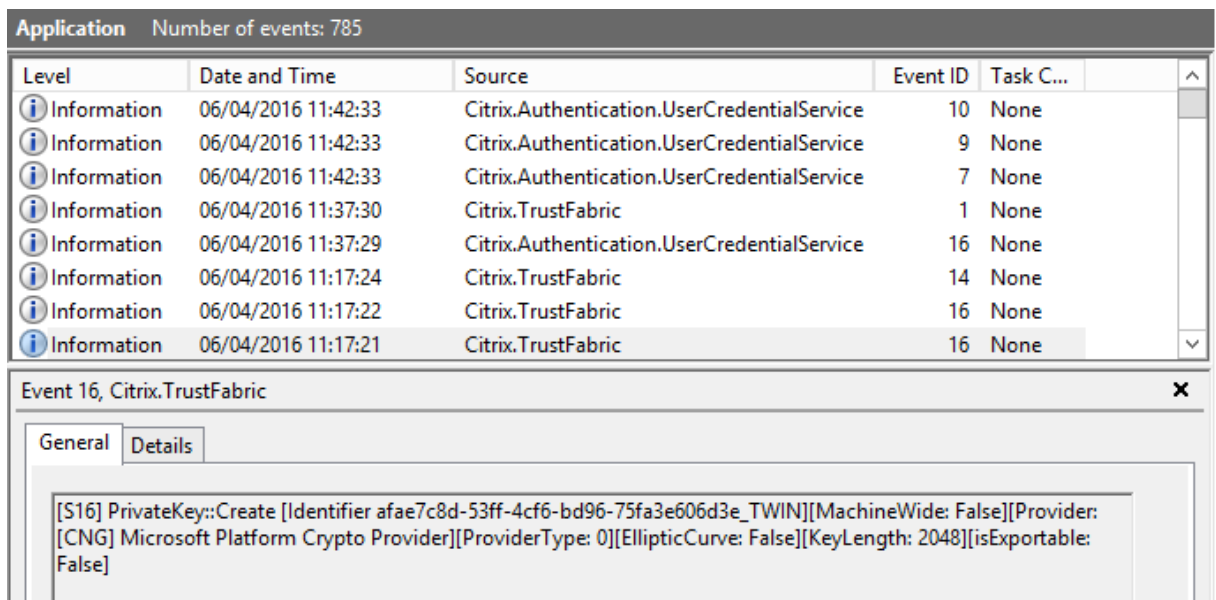 Application Number of events: 785
Level Date and Time Source Event ID Task C...
Information 06/04/2016 11:42:33 Citrix.Authentication.UserCredentialService 10 None
Information 06/04/2016 11:42:33 Citrix.Authentication.UserCredentialService 9 None
Information 06/04/2016 11:42:33 Citrix.Authentication.UserCredentialService 7 None
Information 06/04/2016 11:37:30 Citrix.TrustFabric 1 None
Information 06/04/2016 11:37:29 Citrix.Authentication.UserCredentialService 16 None
Information 06/04/2016 11:17:24 Citrix.TrustFabric 14 None
Information 06/04/2016 11:17:22 Citrix.TrustFabric 16 None
Information 06/04/2016 11:17:21 Citrix.TrustFabric 16 None
Event 16, Citrix.TrustFabric
General Details
[S16] PrivateKey::Create [Identifier afae7c8d-53ff-4cf6-bd96-75fa3e606d3e_TWIN][MachineWide: False][Provider:
[CNG] Microsoft Platform Crypto Provider][ProviderType: 0][EllipticCurve: False][KeyLength: 2048][isExportable:
False]